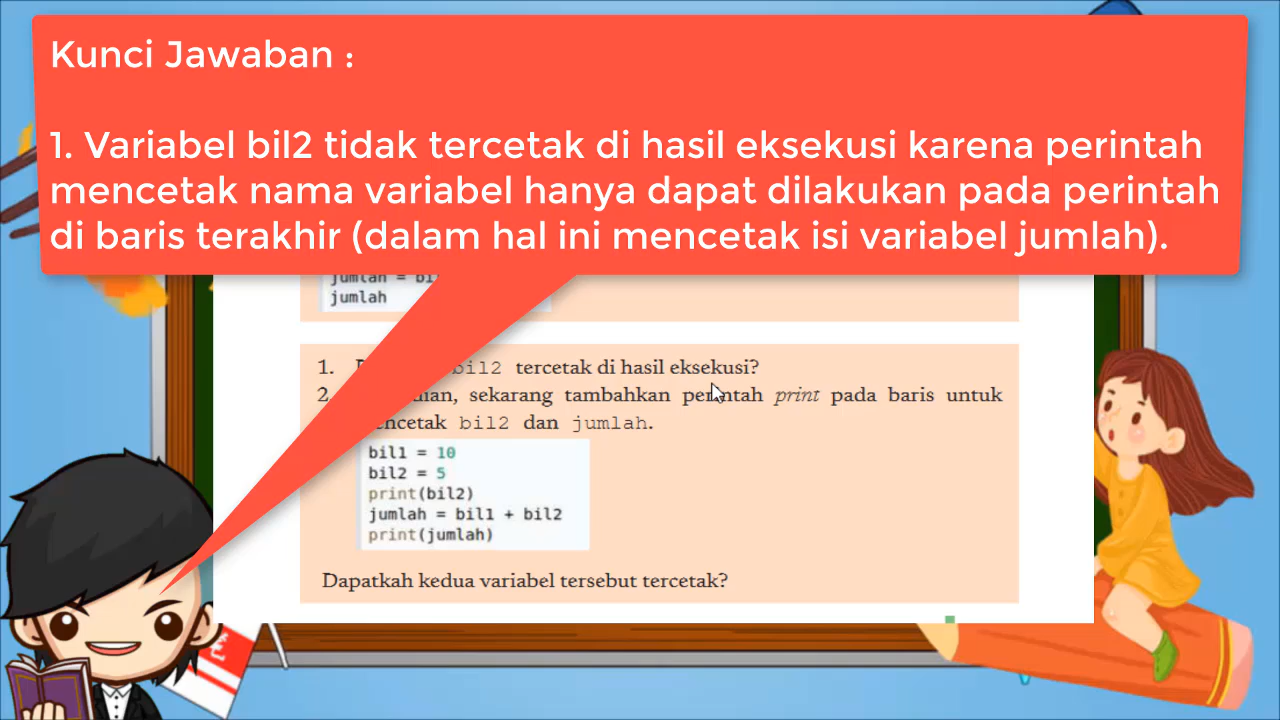 Kunci Jawaban :
1. Variabel bil2 tidak tercetak di hasil eksekusi karena perintah
mencetak nama variabel hanya dapat dilakukan pada perintah
di baris terakhir (dalam hal ini mencetak isi variabel jumlah).
jumlah = bi
jumlah
1. bil2 tercetak di hasil eksekusi?
2. sekarang tambahkan perintah print pada baris untuk
bil2 dan jumlah.
bil1 = 10
bil2 = 5
print(bil2)
jumlah = bil1 + bil2
print(jumlah)
Dapatkah kedua variabel tersebut tercetak?